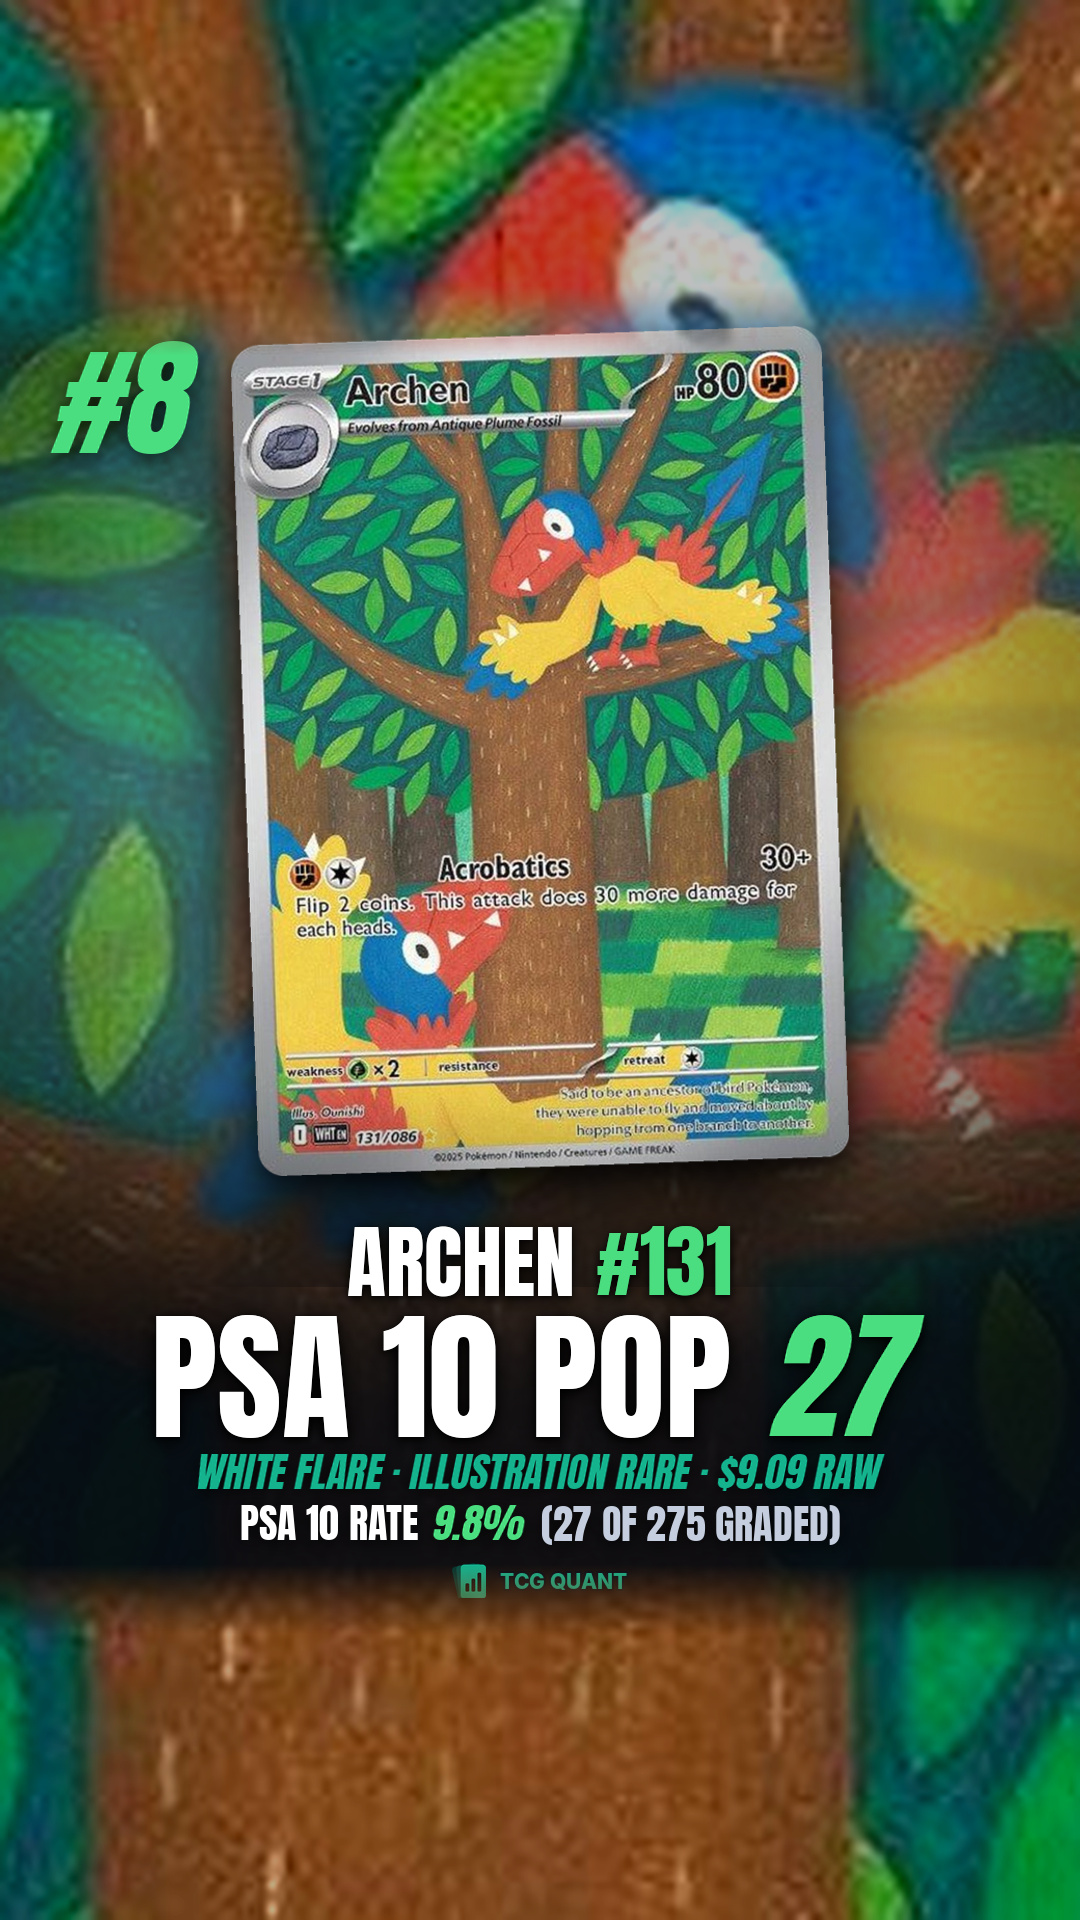 #8
STAGE1
Archen
HP80
Evolves from Antique Plume Fossil
Acrobatics
30+
Flip 2 coins. This attack does 30 more damage for
each heads.
weakness ×2
resistance
retreat
Said to be an ancestor of bird Pokémon,
they were unable to fly and moved about by
hopping from one branch to another.
Illus. Ounishi
I WHT EN 131/086
©2025 Pokémon / Nintendo / Creatures / GAME FREAK
ARCHEN #131
PSA 10 POP 27
WHITE FLARE · ILLUSTRATION RARE · $9.09 RAW
PSA 10 RATE 9.8% (27 OF 275 GRADED)
TCG QUANT